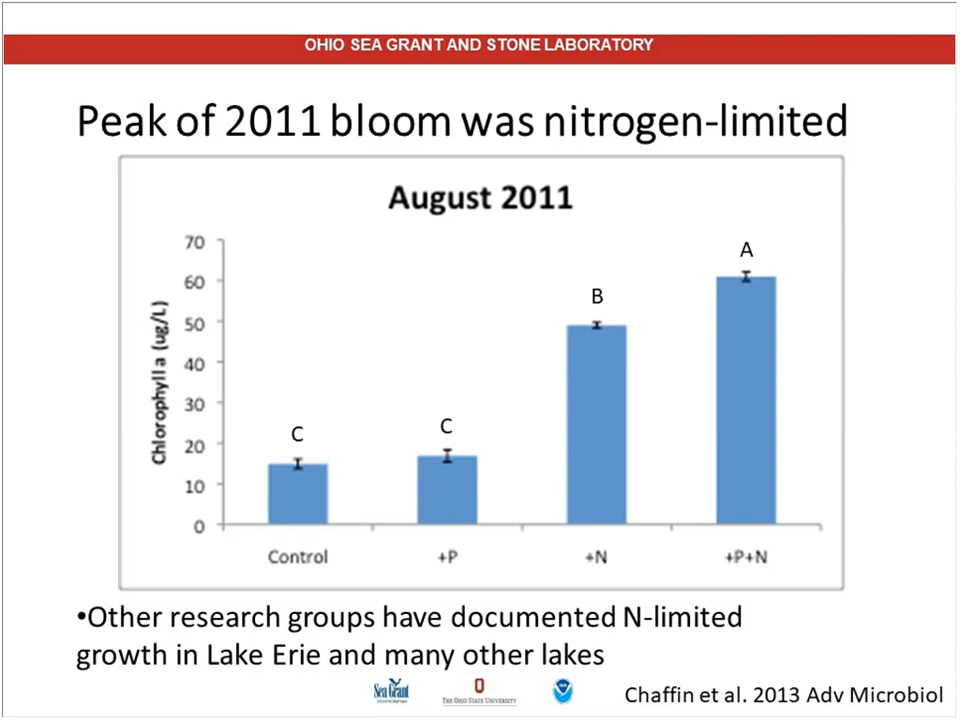 OHIO SEA GRANT AND STONE LABORATORY
Peak of 2011 bloom was nitrogen-limited
August 2011
Chlorophyll a (ug/L)
70
60
50
40
30
20
10
0
C
C
B
A
Control
+P
+N
+P+N
•Other research groups have documented N-limited
growth in Lake Erie and many other lakes
Sea Grant
THE OHIO STATE UNIVERSITY
Chaffin et al. 2013 Adv Microbiol